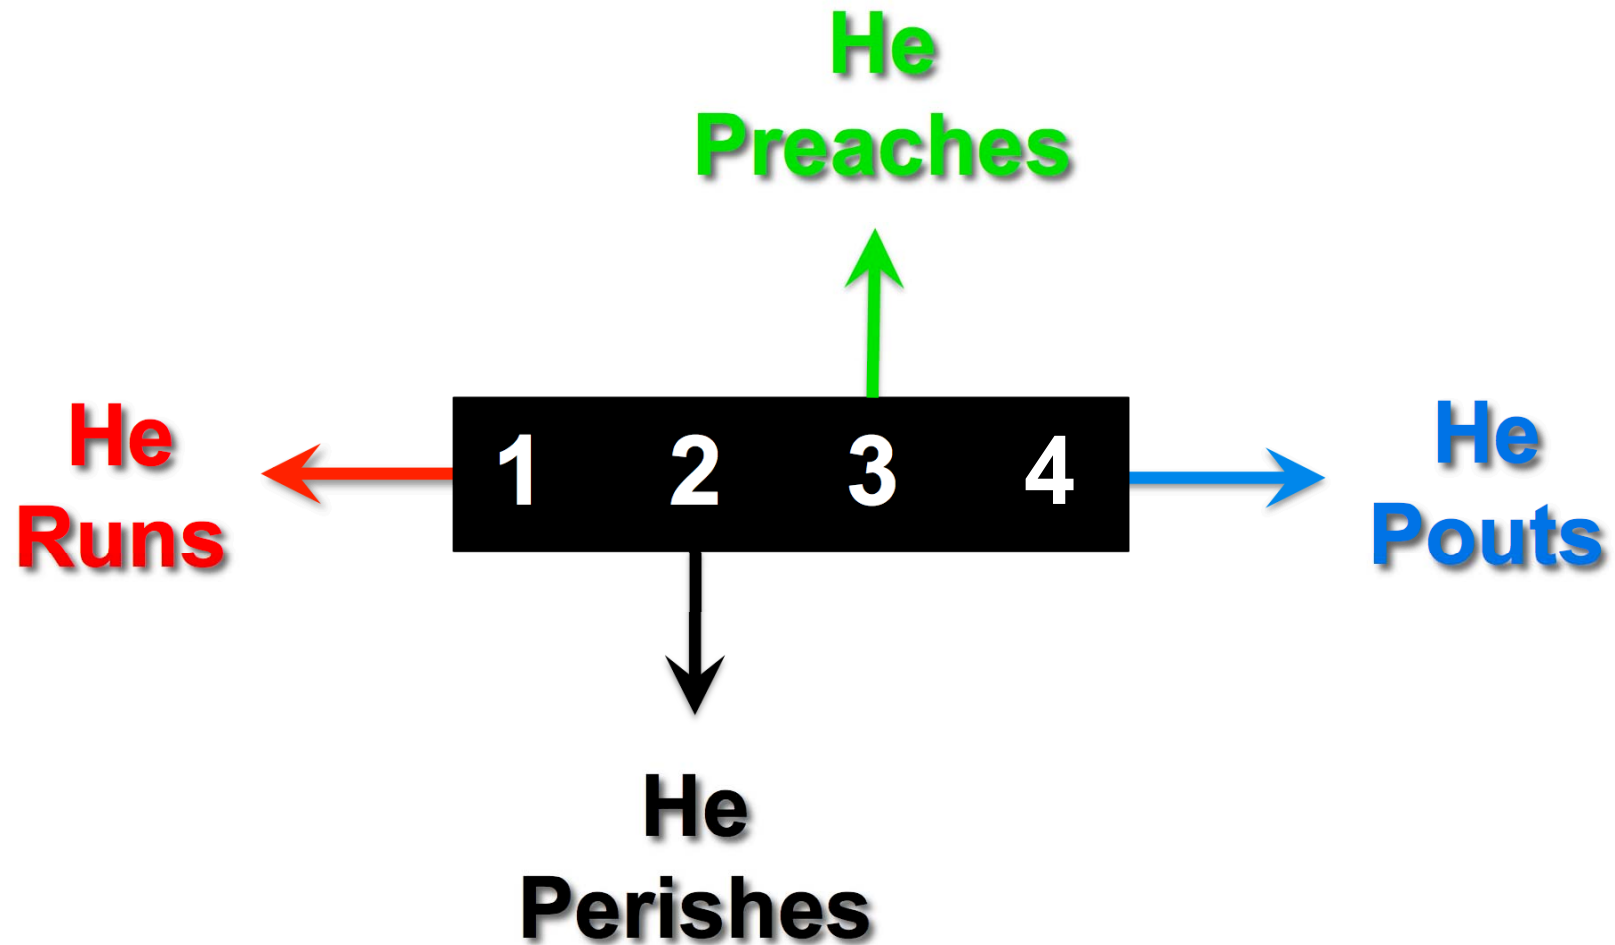 He
Preaches
He
Runs
1 2 3 4
He
Pouts
He
Perishes